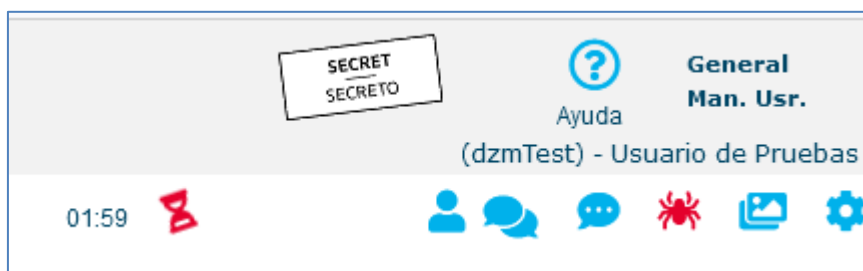 SECRET
SECRETO
Ayuda
General
Man. Usr.
(dzmTest) - Usuario de Pruebas
01:59